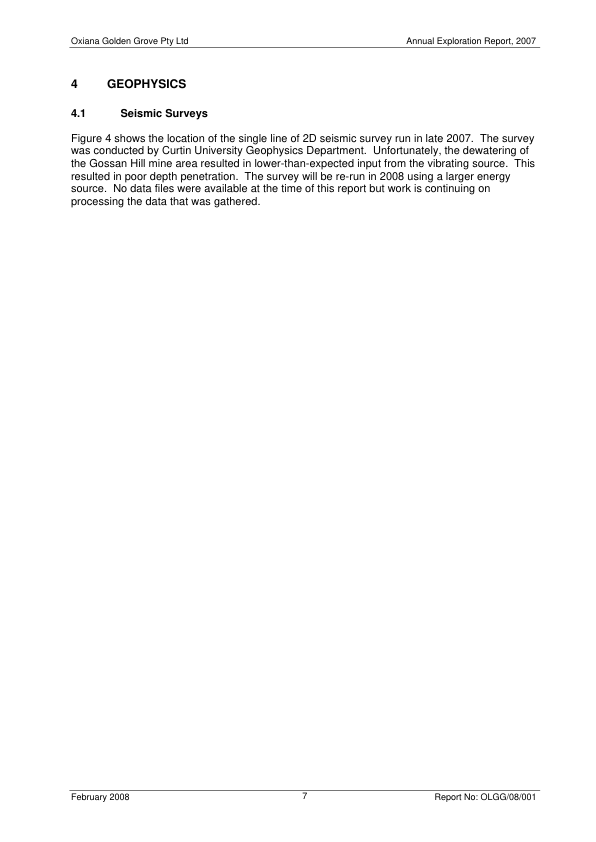 Oxiana Golden Grove Pty Ltd Annual Exploration Report, 2007
4 GEOPHYSICS
4.1 Seismic Surveys
Figure 4 shows the location of the single line of 2D seismic survey run in late 2007. The survey
was conducted by Curtin University Geophysics Department. Unfortunately, the dewatering of
the Gossan Hill mine area resulted in lower-than-expected input from the vibrating source. This
resulted in poor depth penetration. The survey will be re-run in 2008 using a larger energy
source. No data files were available at the time of this report but work is continuing on
processing the data that was gathered.
February 2008 7 Report No: OLGG/08/001